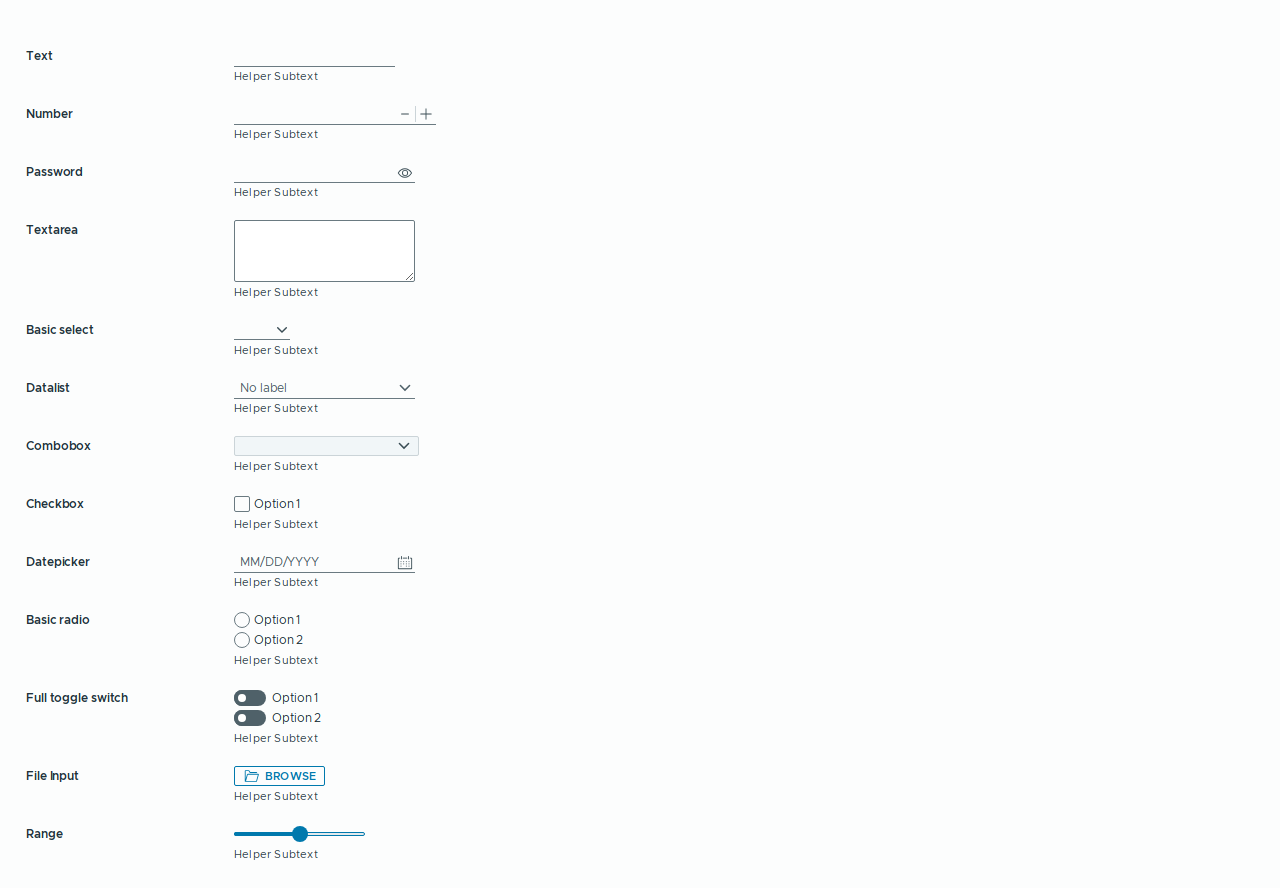 Text
Helper Subtext
Number
Helper Subtext
Password
Helper Subtext
Textarea
Helper Subtext
Basic select
Helper Subtext
Datalist No label
Helper Subtext
Combobox
Helper Subtext
Checkbox Option 1
Helper Subtext
Datepicker MM/DD/YYYY
Helper Subtext
Basic radio Option 1
Option 2
Helper Subtext
Full toggle switch Option 1
Option 2
Helper Subtext
File Input BROWSE
Helper Subtext
Range
Helper Subtext